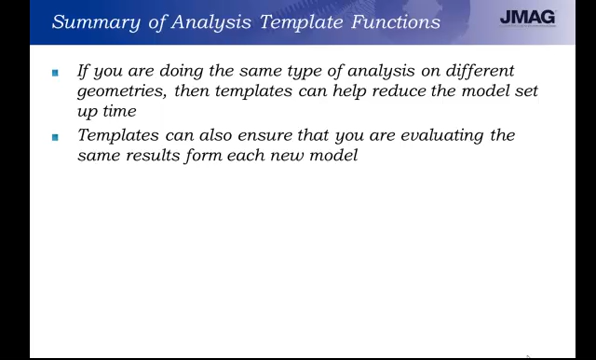 Summary of Analysis Template Functions
JMAG
If you are doing the same type of analysis on different
geometries, then templates can help reduce the model set
up time
Templates can also ensure that you are evaluating the
same results form each new model